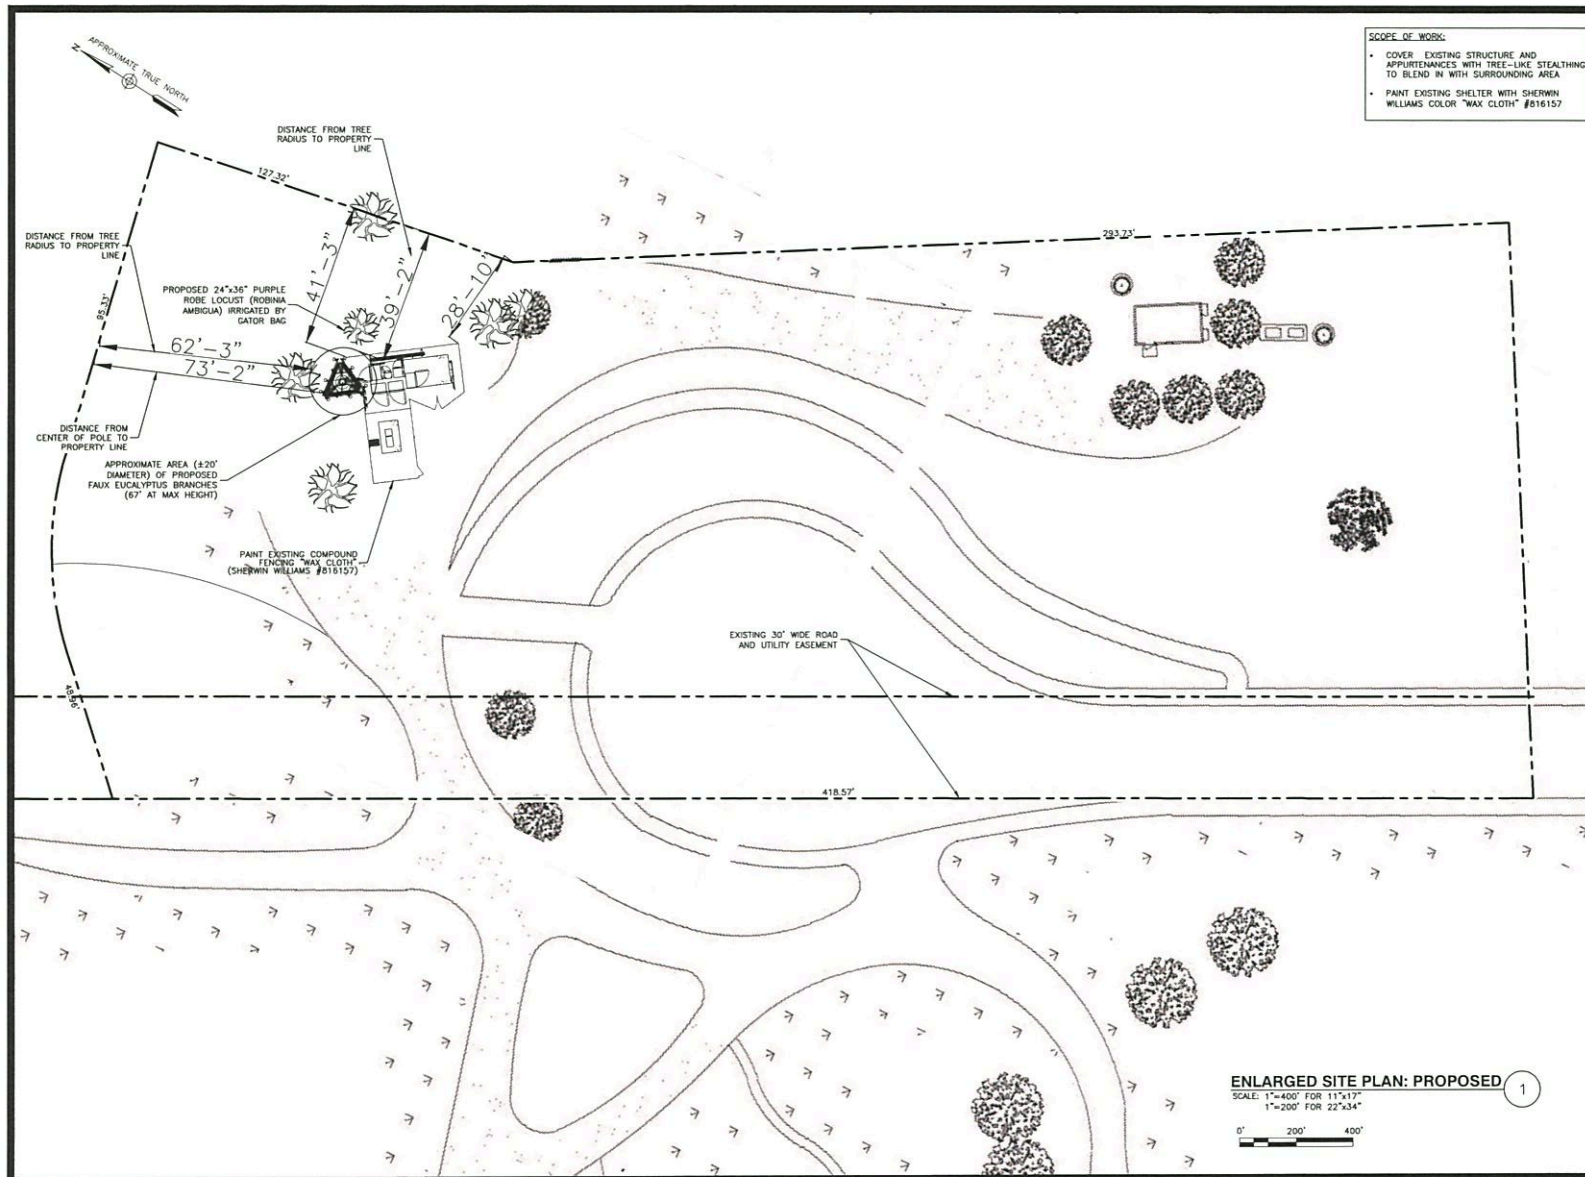 SCOPE OF WORK:
• COVER EXISTING STRUCTURE AND
APPURTENANCES WITH TREE-LIKE STEALTHING
TO BLEND IN WITH SURROUNDING AREA
• PAINT EXISTING SHELTER WITH SHERWIN
WILLIAMS COLOR "WAX CLOTH" #816157
N
APPROXIMATE TRUE NORTH
DISTANCE FROM TREE
RADIUS TO PROPERTY
LINE
127.32'
293.73'
DISTANCE FROM TREE
RADIUS TO PROPERTY
LINE
41'-3"
39'-2"
28'-10"
PROPOSED 24"x36" PURPLE
ROBE LOCUST (ROBINIA
AMBIGUA) IRRIGATED BY
GATOR BAG
95.33'
62'-3"
73'-2"
DISTANCE FROM
CENTER OF POLE TO
PROPERTY LINE
APPROXIMATE AREA (±20'
DIAMETER) OF PROPOSED
FAUX EUCALYPTUS BRANCHES
(67' AT MAX HEIGHT)
PAINT EXISTING COMPOUND
FENCING "WAX CLOTH"
(SHERWIN WILLIAMS #816157)
EXISTING 30' WIDE ROAD
AND UTILITY EASEMENT
48.96'
418.57'
ENLARGED SITE PLAN: PROPOSED
1
SCALE: 1"=400' FOR 11"x17"
1"=200' FOR 22"x34"
0' 200' 400'